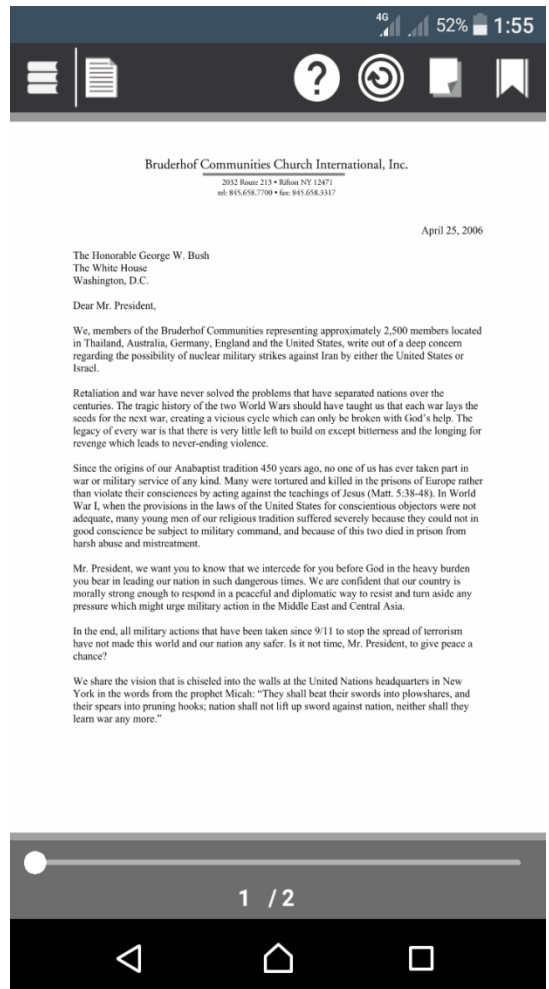 4G 52% 1:55
?
Bruderhof Communities Church International, Inc.
2032 Route 213 • Rifton NY 12471
tel: 845.658.7700 • fax: 845.658.3317
April 25, 2006
The Honorable George W. Bush
The White House
Washington, D.C.
Dear Mr. President,
We, members of the Bruderhof Communities representing approximately 2,500 members located
in Thailand, Australia, Germany, England and the United States, write out of a deep concern
regarding the possibility of nuclear military strikes against Iran by either the United States or
Israel.
Retaliation and war have never solved the problems that have separated nations over the
centuries. The tragic history of the two World Wars should have taught us that each war lays the
seeds for the next war, creating a vicious cycle which can only be broken with God's help. The
legacy of every war is that there is very little left to build on except bitterness and the longing for
revenge which leads to never-ending violence.
Since the origins of our Anabaptist tradition 450 years ago, no one of us has ever taken part in
war or military service of any kind. Many were tortured and killed in the prisons of Europe rather
than violate their consciences by acting against the teachings of Jesus (Matt. 5:38-48). In World
War I, when the provisions in the laws of the United States for conscientious objectors were not
adequate, many young men of our religious tradition suffered severely because they could not in
good conscience be subject to military command, and because of this two died in prison from
harsh abuse and mistreatment.
Mr. President, we want you to know that we intercede for you before God in the heavy burden
you bear in leading our nation in such dangerous times. We are confident that our country is
morally strong enough to respond in a peaceful and diplomatic way to resist and turn aside any
pressure which might urge military action in the Middle East and Central Asia.
In the end, all military actions that have been taken since 9/11 to stop the spread of terrorism
have not made this world and our nation any safer. Is it not time, Mr. President, to give peace a
chance?
We share the vision that is chiseled into the walls at the United Nations headquarters in New
York in the words from the prophet Micah: “They shall beat their swords into plowshares, and
their spears into pruning hooks; nation shall not lift up sword against nation, neither shall they
learn war any more.”
1 / 2